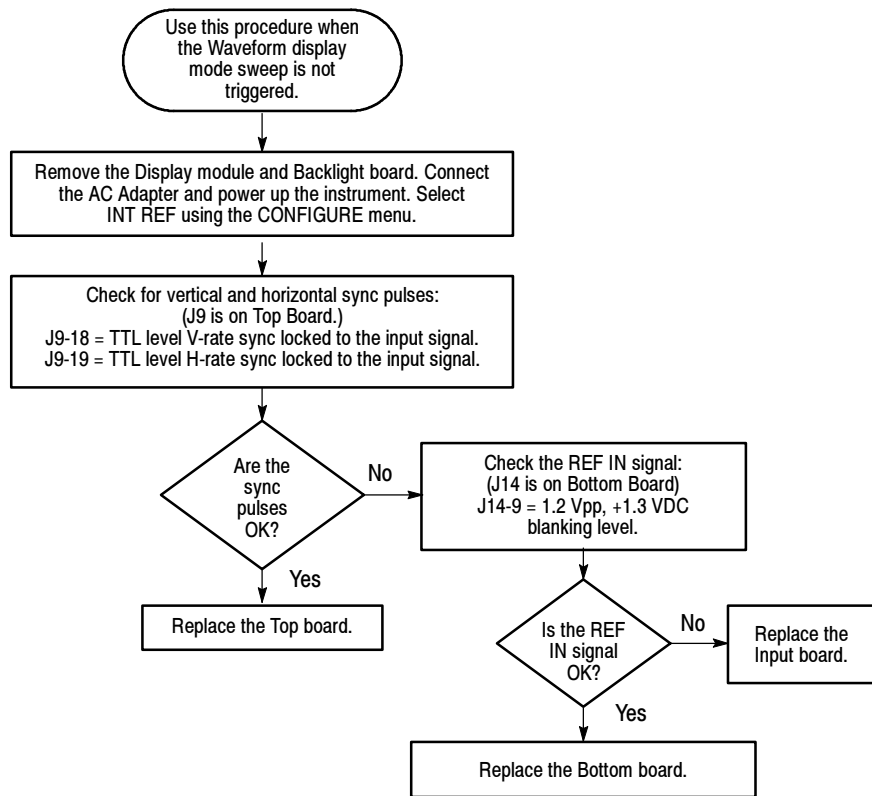 Use this procedure when
the Waveform display
mode sweep is not
triggered.
Remove the Display module and Backlight board. Connect
the AC Adapter and power up the instrument. Select
INT REF using the CONFIGURE menu.
Check for vertical and horizontal sync pulses:
(J9 is on Top Board.)
J9-18 = TTL level V-rate sync locked to the input signal.
J9-19 = TTL level H-rate sync locked to the input signal.
Are the
sync
pulses
OK?
No
Yes
Replace the Top board.
Check the REF IN signal:
(J14 is on Bottom Board)
J14-9 = 1.2 Vpp, +1.3 VDC
blanking level.
Is the REF
IN signal
OK?
No
Replace the
Input board.
Yes
Replace the Bottom board.